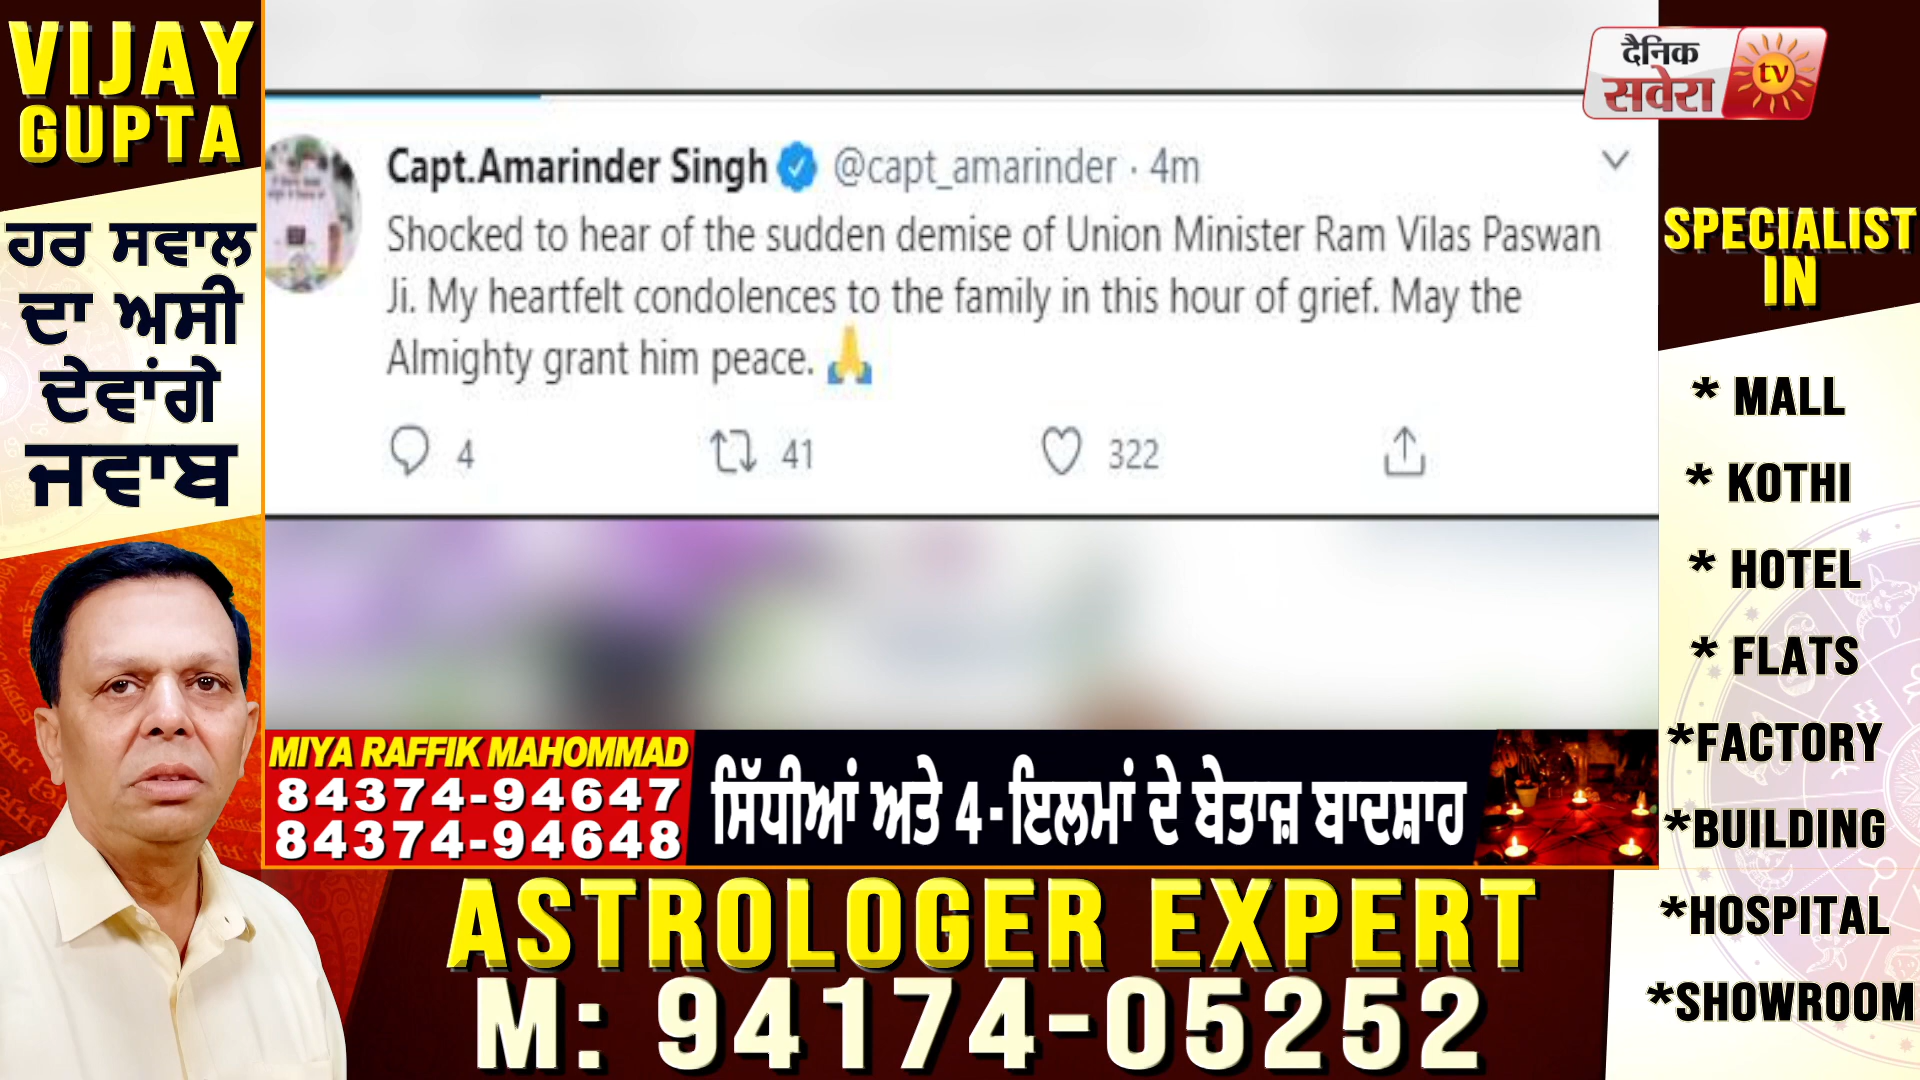 VIJAY
GUPTA
ਹਰ ਸਵਾਲ
ਦਾ ਅਸੀ
ਦੇਵਾਂਗੇ
ਜਵਾਬ
दैनिक
सवेरा
tv
Capt.Amarinder Singh @capt_amarinder · 4m
Shocked to hear of the sudden demise of Union Minister Ram Vilas Paswan
Ji. My heartfelt condolences to the family in this hour of grief. May the
Almighty grant him peace. 🙏
4 41 322
SPECIALIST
IN
* MALL
* KOTHI
* HOTEL
* FLATS
*FACTORY
*BUILDING
*HOSPITAL
*SHOWROOM
MIYA RAFFIK MAHOMMAD
84374-94647
84374-94648
ਸਿੱਧੀਆਂ ਅਤੇ 4-ਇਲਮਾਂ ਦੇ ਬੇਤਾਜ਼ ਬਾਦਸ਼ਾਹ
ASTROLOGER EXPERT
M: 94174-05252